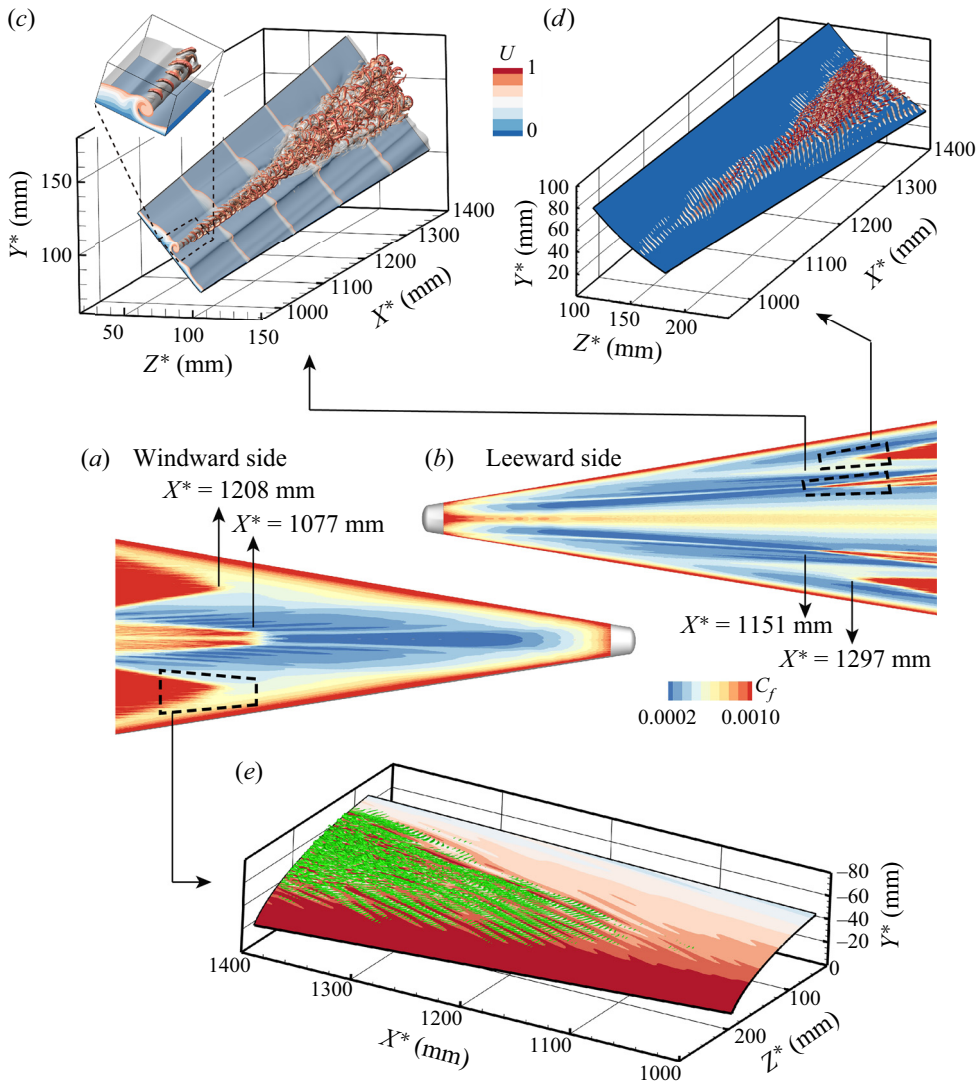 (c)
(d)
U
1
0
150
100
Y* (mm)
50
100
150
Z* (mm)
1000
1100
1200
1300
1400
X* (mm)
100
80
60
40
20
Y* (mm)
100
150
200
Z* (mm)
1000
1100
1200
1300
1400
X* (mm)
(a) Windward side
X* = 1208 mm
X* = 1077 mm
(b) Leeward side
X* = 1151 mm
X* = 1297 mm
C_f
0.0002 0.0010
(e)
–80
–60
–40
–20
0
Y* (mm)
1400
1300
1200
1100
1000
X* (mm)
200
100
Z* (mm)